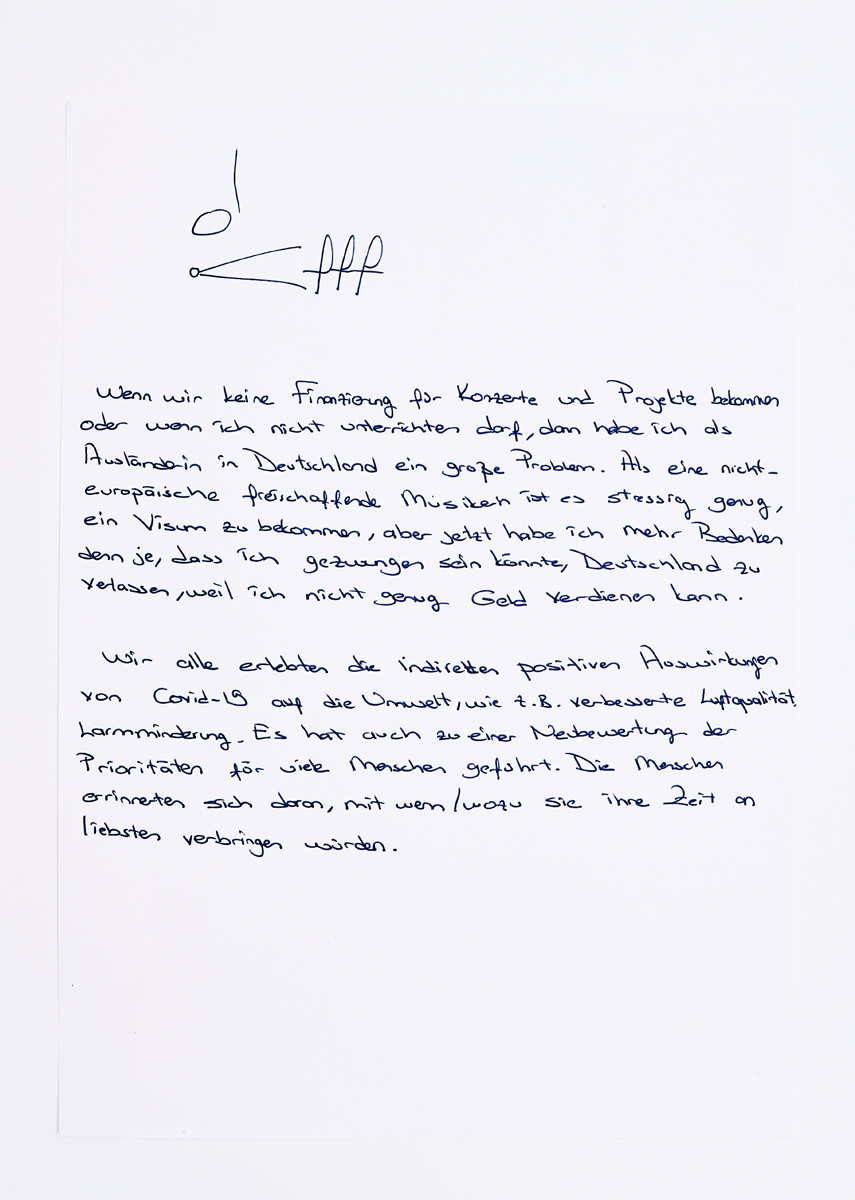 fff
Wenn wir keine Finanzierung für Konzerte und Projekte bekommen
oder wenn ich nicht unterrichten darf, dann habe ich als
Ausländerin in Deutschland ein große Problem. Als eine nicht-
europäische freischaffende Musikerin ist es stressig genug,
ein Visum zu bekommen, aber jetzt habe ich mehr Bedenken
denn je, dass ich gezwungen sein könnte, Deutschland zu
verlassen, weil ich nicht genug Geld verdienen kann.
Wir alle erlebten die indirekten positiven Auswirkungen
von Covid-19 auf die Umwelt, wie z.B. verbesserte Luftqualität,
Lärmminderung. Es hat auch zu einer Neubewertung der
Prioritäten für viele Menschen geführt. Die Menschen
errinnerten sich daran, mit wem/wozu sie ihre Zeit am
liebsten verbringen würden.